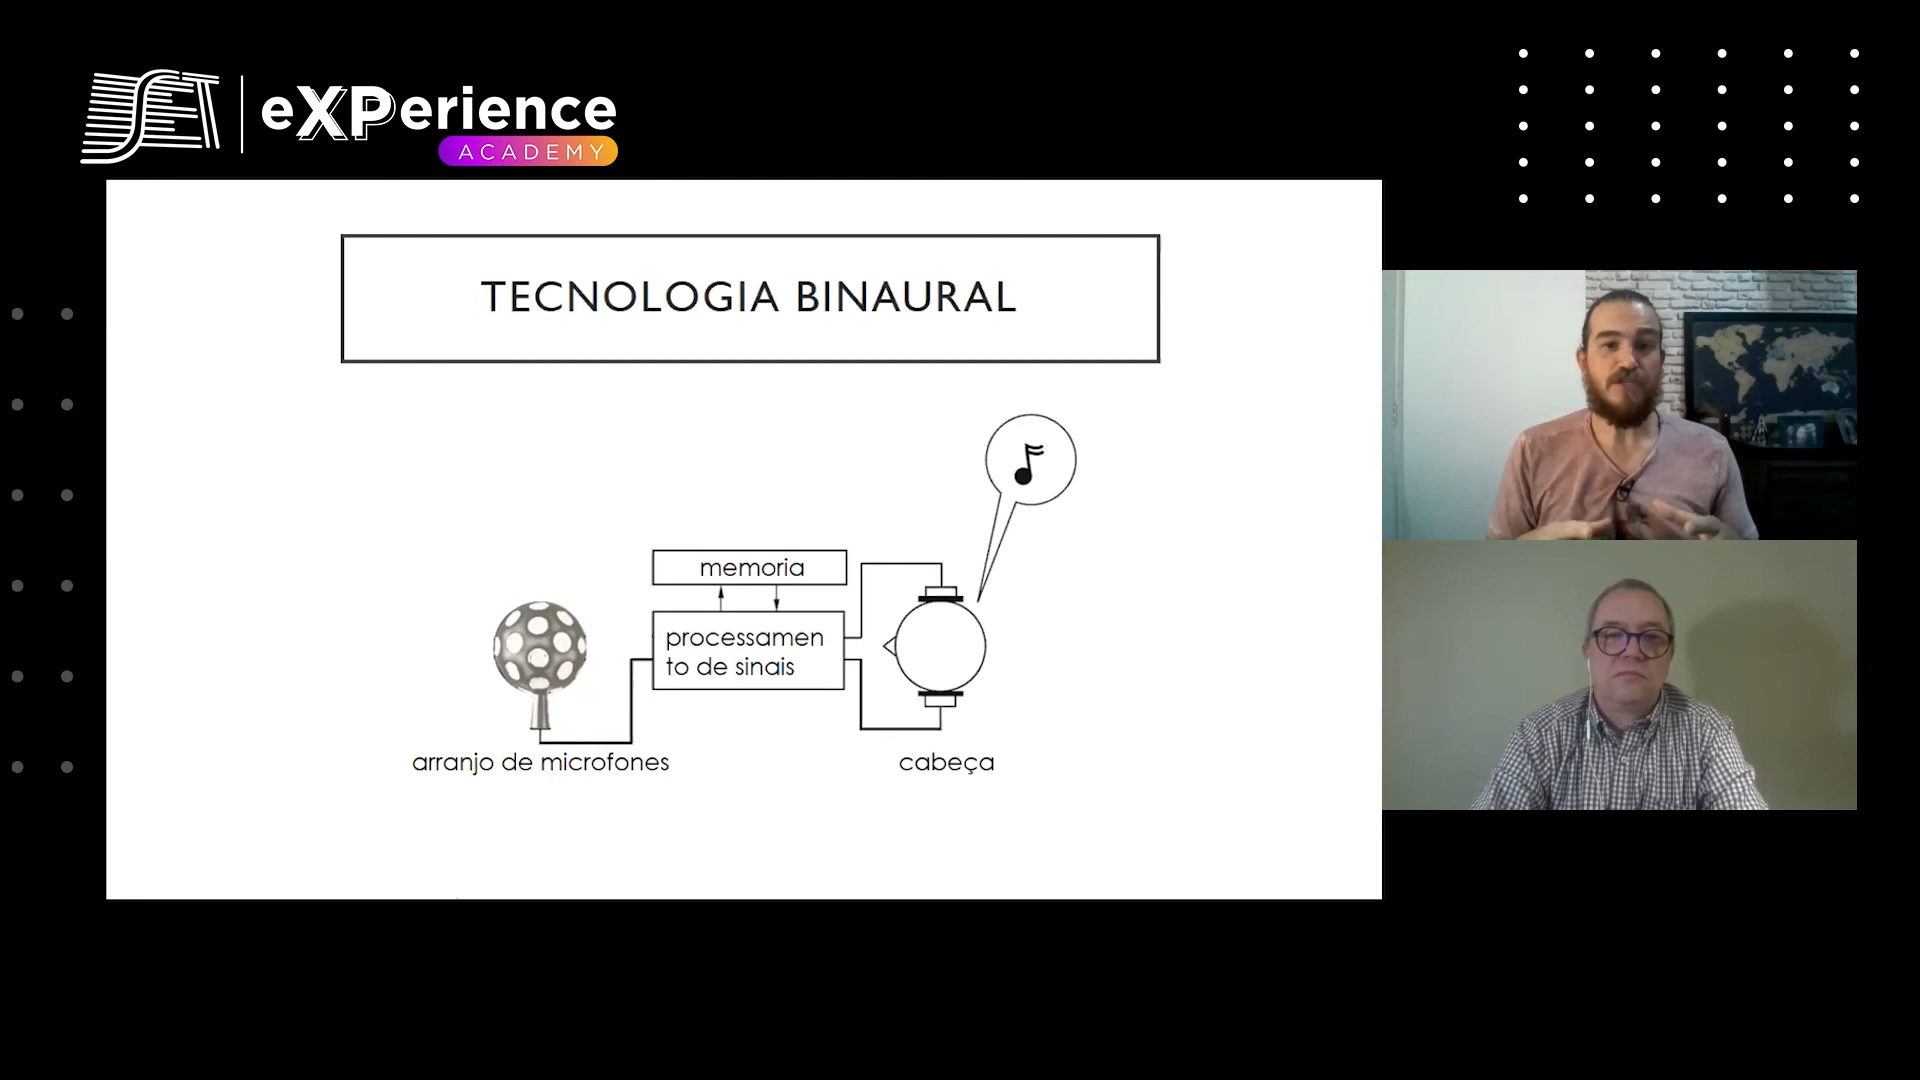 SET eXPerience
ACADEMY
TECNOLOGIA BINAURAL
memoria
processamen
to de sinais
arranjo de microfones
cabeça